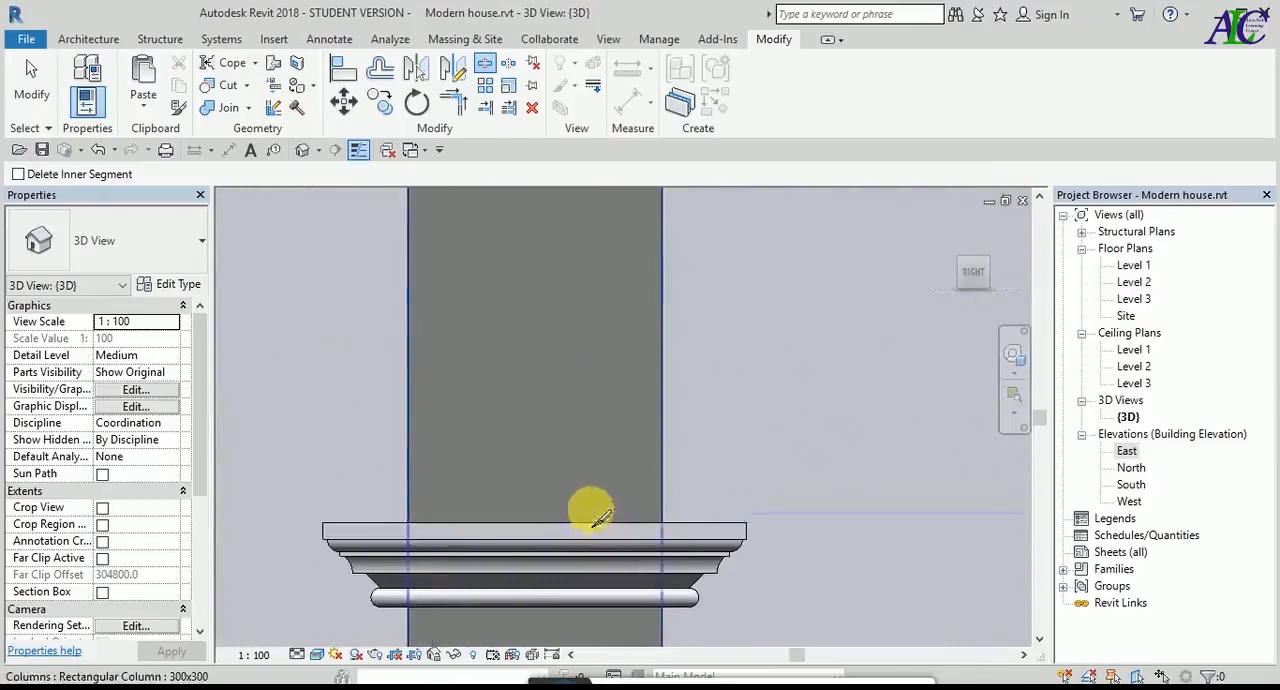 Autodesk Revit 2018 - STUDENT VERSION - Modern house.rvt - 3D View: {3D}
Type a keyword or phrase
Sign In
ALC
File Architecture Structure Systems Insert Annotate Analyze Massing & Site Collaborate View Manage Add-Ins Modify
Cope
Cut
Join
Modify
Paste
Select Properties Clipboard Geometry Modify View Measure Create
Delete Inner Segment
Properties
3D View
3D View: {3D}
Edit Type
Graphics
View Scale 1 : 100
Scale Value 1: 100
Detail Level Medium
Parts Visibility Show Original
Visibility/Grap... Edit...
Graphic Displ... Edit...
Discipline Coordination
Show Hidden ... By Discipline
Default Analy... None
Sun Path
Extents
Crop View
Crop Region ...
Annotation Cr...
Far Clip Active
Far Clip Offset 304800.0
Section Box
Camera
Rendering Set... Edit...
Properties help
Apply
RIGHT
1 : 100
Project Browser - Modern house.rvt
Views (all)
Structural Plans
Floor Plans
Level 1
Level 2
Level 3
Site
Ceiling Plans
Level 1
Level 2
Level 3
3D Views
{3D}
Elevations (Building Elevation)
East
North
South
West
Legends
Schedules/Quantities
Sheets (all)
Families
Groups
Revit Links
Columns : Rectangular Column : 300x300
Main Model
:0